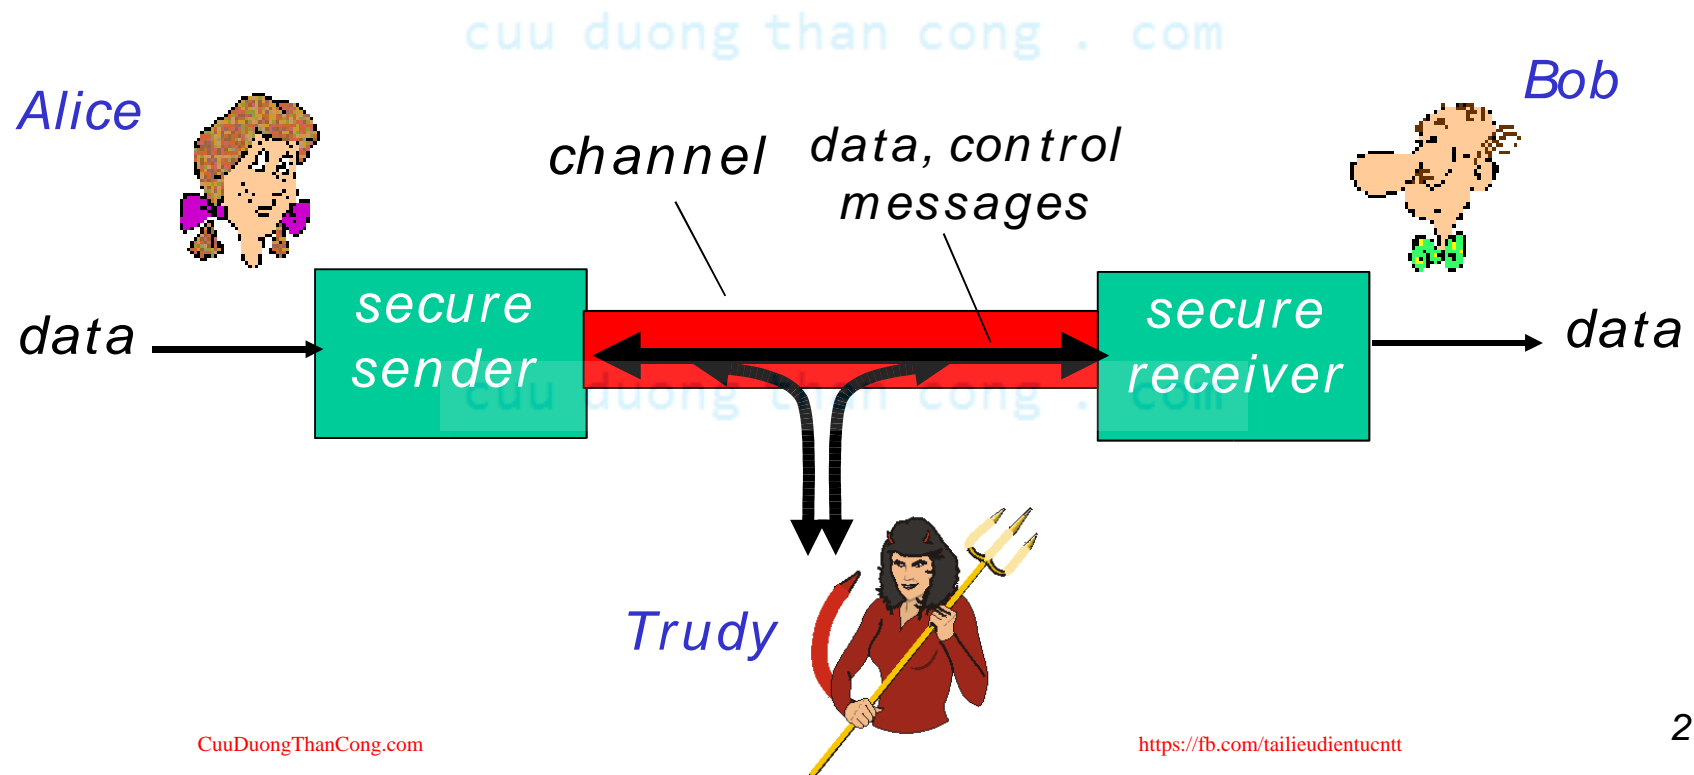 cuu duong than cong . com
Alice
Bob
channel
data, control
messages
data
secure
sender
secure
receiver
data
cuu duong than cong . com
Trudy
CuuDuongThanCong.com
https://fb.com/tailieudientucntt
2